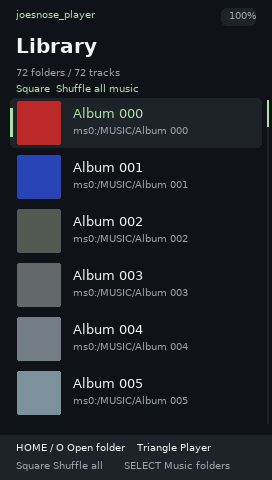 joesnose_player
100%
Library
72 folders / 72 tracks
Square Shuffle all music
Album 000
ms0:/MUSIC/Album 000
Album 001
ms0:/MUSIC/Album 001
Album 002
ms0:/MUSIC/Album 002
Album 003
ms0:/MUSIC/Album 003
Album 004
ms0:/MUSIC/Album 004
Album 005
ms0:/MUSIC/Album 005
HOME / O Open folder Triangle Player
Square Shuffle all SELECT Music folders